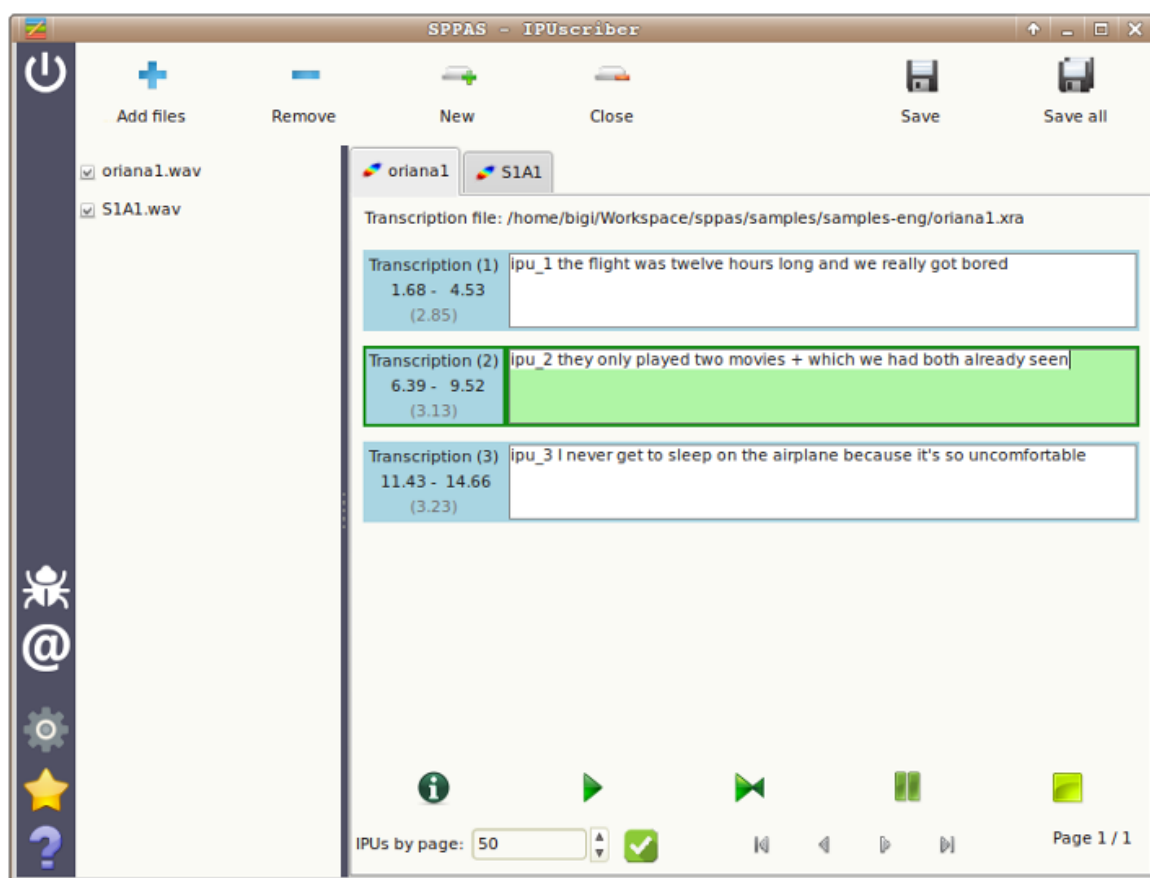 SPPAS - IPUscriber
Add files
Remove
New
Close
Save
Save all
oriana1.wav
S1A1.wav
oriana1
S1A1
Transcription file: /home/bigi/Workspace/sppas/samples/samples-eng/oriana1.xra
Transcription (1)
1.68 - 4.53
(2.85)
ipu_1 the flight was twelve hours long and we really got bored
Transcription (2)
6.39 - 9.52
(3.13)
ipu_2 they only played two movies + which we had both already seen
Transcription (3)
11.43 - 14.66
(3.23)
ipu_3 I never get to sleep on the airplane because it's so uncomfortable
IPUs by page: 50
Page 1 / 1